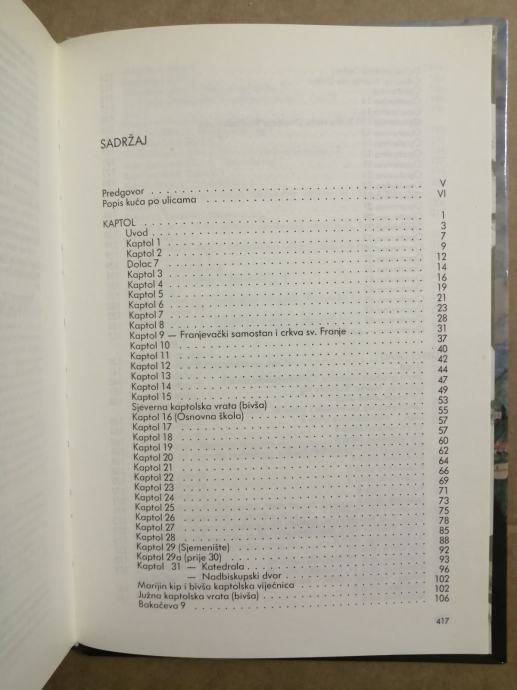 SADRŽAJ
Predgovor . . . . . . . . . . V
Popis kuća po ulicama . . . . . . . . . . VI
KAPTOL . . . . . . . . . . 1
Uvod . . . . . . . . . . 3
Kaptol 1 . . . . . . . . . . 7
Kaptol 2 . . . . . . . . . . 9
Dolac 7 . . . . . . . . . . 12
Kaptol 3 . . . . . . . . . . 14
Kaptol 4 . . . . . . . . . . 16
Kaptol 5 . . . . . . . . . . 19
Kaptol 6 . . . . . . . . . . 21
Kaptol 7 . . . . . . . . . . 23
Kaptol 8 . . . . . . . . . . 28
Kaptol 9 — Franjevački samostan i crkva sv. Franje . . . . . . . . . . 31
Kaptol 10 . . . . . . . . . . 37
Kaptol 11 . . . . . . . . . . 40
Kaptol 12 . . . . . . . . . . 42
Kaptol 13 . . . . . . . . . . 44
Kaptol 14 . . . . . . . . . . 47
Kaptol 15 . . . . . . . . . . 49
Sjeverna kaptolska vrata (bivša) . . . . . . . . . . 53
Kaptol 16 (Osnovna škola) . . . . . . . . . . 55
Kaptol 17 . . . . . . . . . . 57
Kaptol 18 . . . . . . . . . . 57
Kaptol 19 . . . . . . . . . . 60
Kaptol 20 . . . . . . . . . . 62
Kaptol 21 . . . . . . . . . . 64
Kaptol 22 . . . . . . . . . . 66
Kaptol 23 . . . . . . . . . . 69
Kaptol 24 . . . . . . . . . . 71
Kaptol 25 . . . . . . . . . . 73
Kaptol 26 . . . . . . . . . . 75
Kaptol 27 . . . . . . . . . . 78
Kaptol 28 . . . . . . . . . . 85
Kaptol 29 (Sjemenište) . . . . . . . . . . 88
Kaptol 29a (prije 30) . . . . . . . . . . 92
Kaptol 31 — Katedrala . . . . . . . . . . 93
— Nadbiskupski dvor . . . . . . . . . . 96
Marijin kip i bivša kaptolska vijećnica . . . . . . . . . . 102
Južna kaptolska vrata (bivša) . . . . . . . . . . 102
Bakačeva 9 . . . . . . . . . . 106
417